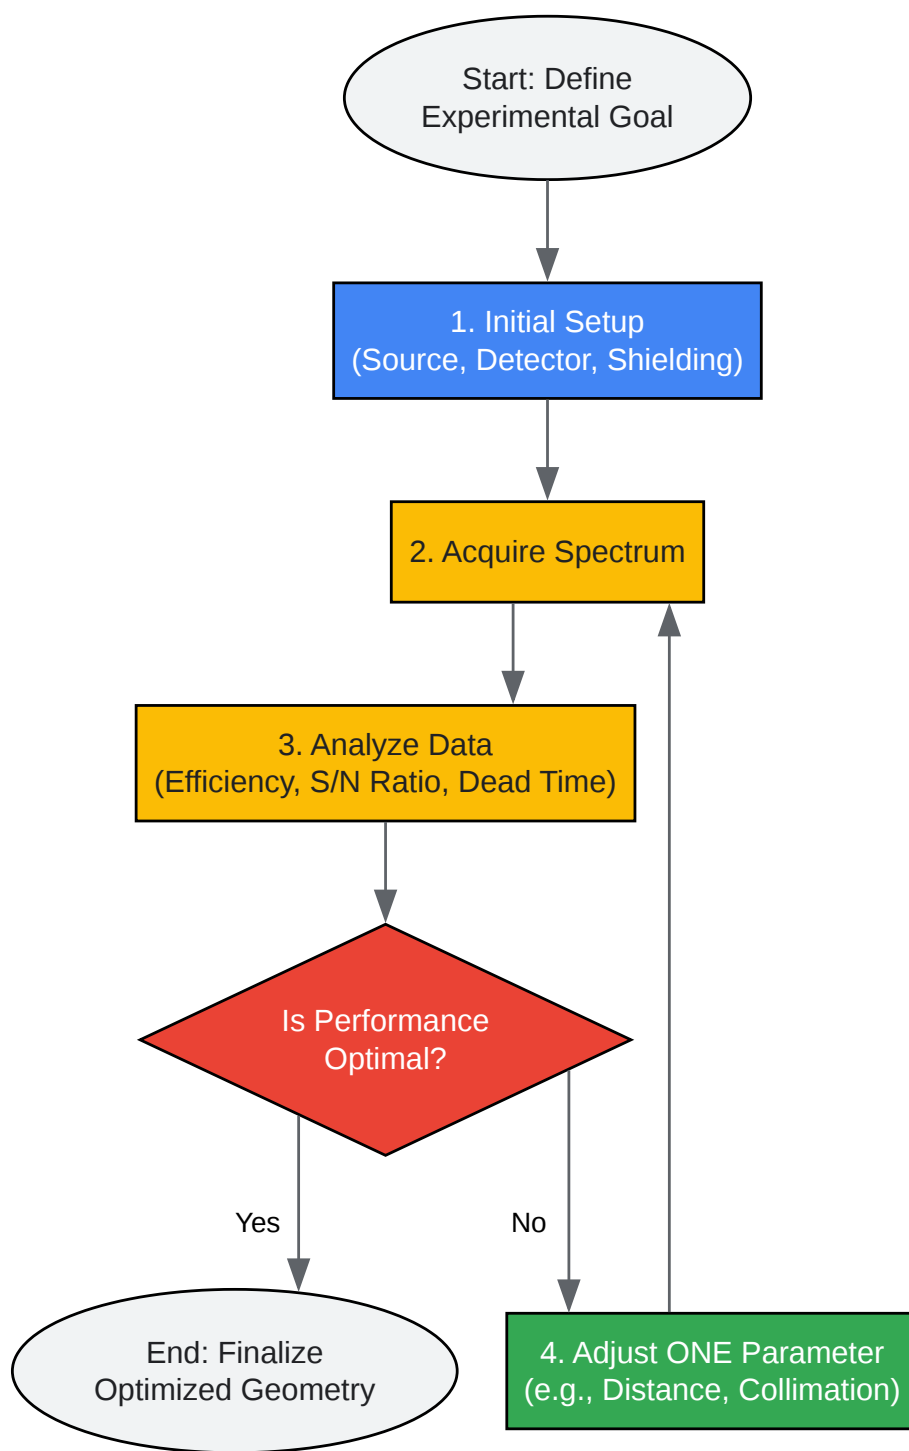 Start: Define
Experimental Goal
1. Initial Setup
(Source, Detector, Shielding)
2. Acquire Spectrum
3. Analyze Data
(Efficiency, S/N Ratio, Dead Time)
Is Performance
Optimal?
Yes
No
End: Finalize
Optimized Geometry
4. Adjust ONE Parameter
(e.g., Distance, Collimation)